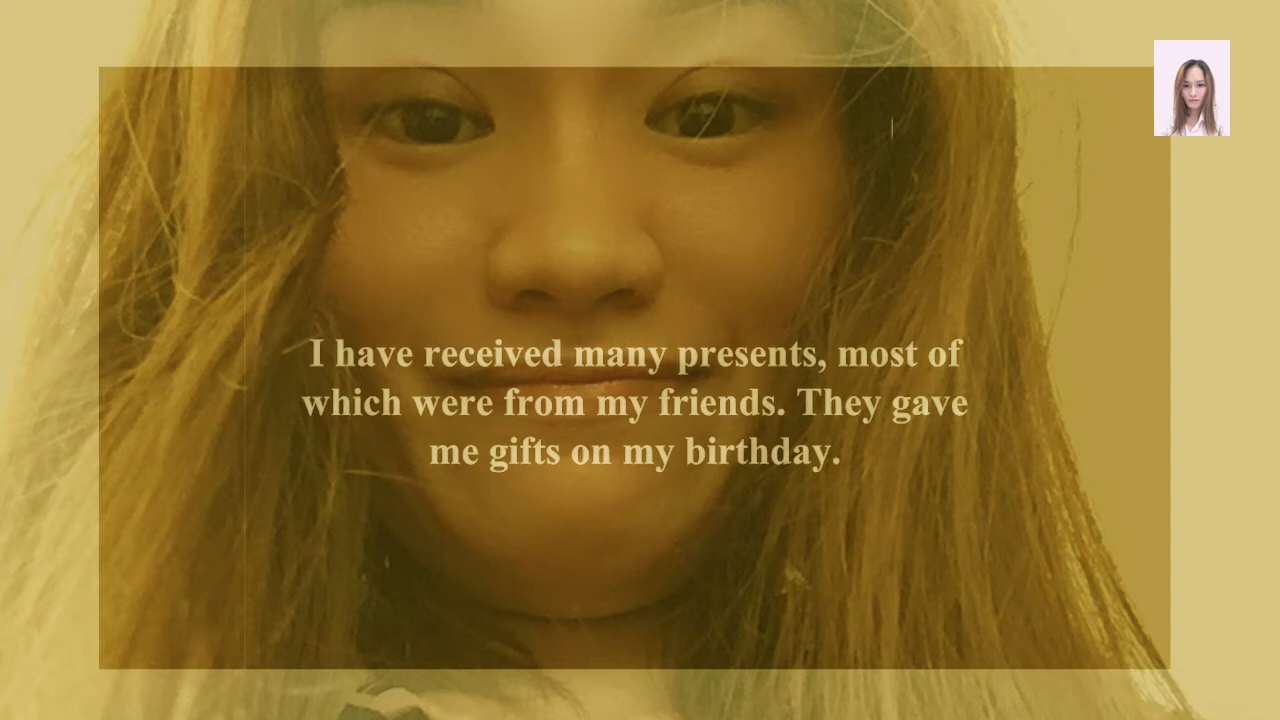 I have received many presents, most of
which were from my friends. They gave
me gifts on my birthday.